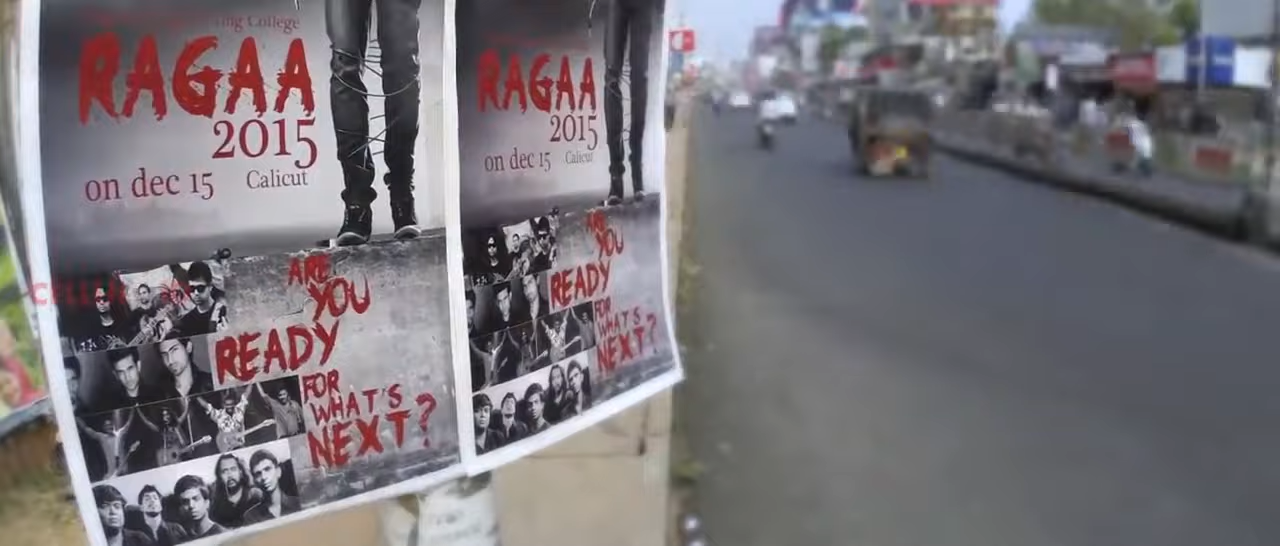 College
RAGAA
2015
on dec 15 Calicut
ARE
YOU
READY
FOR
WHAT'S
NEXT?
RAGAA
2015
on dec 15 Calicut
ARE
YOU
READY
FOR
WHAT'S
NEXT?